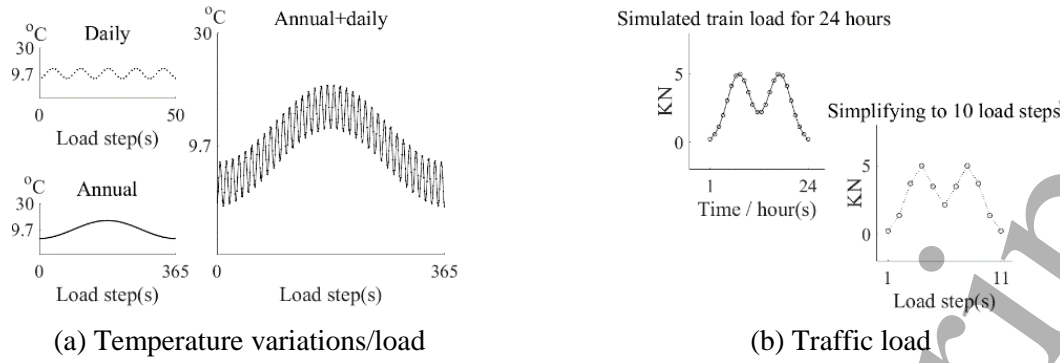 Daily
°C
30
9.7
0
50
Load step(s)
Annual
°C
30
9.7
0
365
Load step(s)
Annual+daily
°C
30
9.7
0
365
Load step(s)
(a) Temperature variations/load
Simulated train load for 24 hours
KN
5
0
1
24
Time / hour(s)
Simplifying to 10 load steps
KN
5
0
1
11
Load step(s)
(b) Traffic load